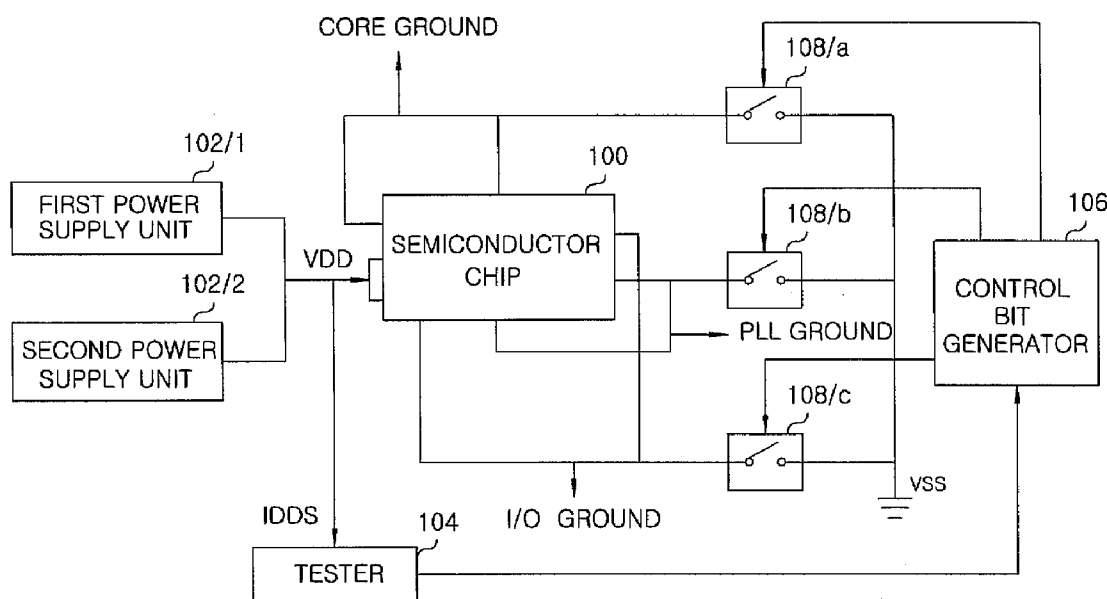 CORE GROUND
108/a
102/1
100
FIRST POWER
SUPPLY UNIT
108/b
106
SEMICONDUCTOR
CHIP
VDD
102/2
CONTROL
BIT
GENERATOR
PLL GROUND
SECOND POWER
SUPPLY UNIT
108/c
VSS
IDDS
104
I/O GROUND
TESTER